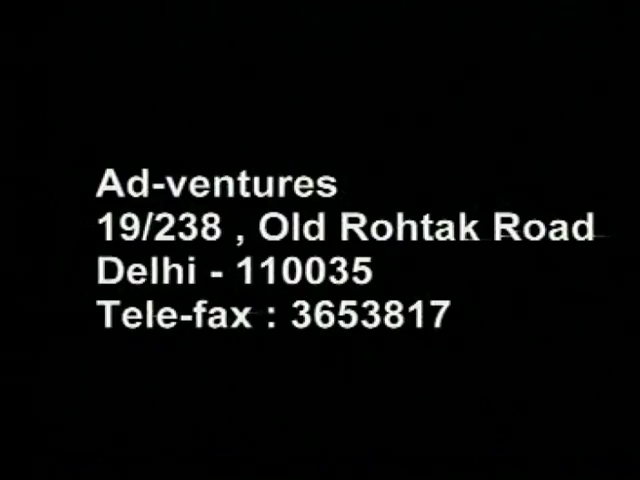 Ad-ventures
19/238 , Old Rohtak Road
Delhi - 110035
Tele-fax : 3653817